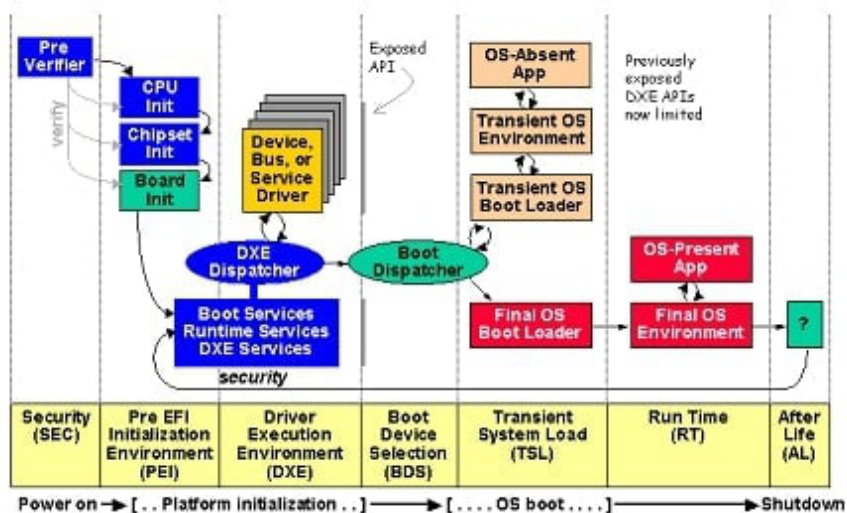 Pre
Verifier
verify
CPU
Init
Chipset
Init
Board
Init
Device,
Bus, or
Service
Driver
Exposed
API
OS-Absent
App
Transient OS
Environment
Transient OS
Boot Loader
Previously
exposed
DXE APIs
now limited
DXE
Dispatcher
Boot
Dispatcher
OS-Present
App
Boot Services
Runtime Services
DXE Services
Final OS
Boot Loader
Final OS
Environment
?
security
Security
(SEC)
Pre EFI
Initialization
Environment
(PEI)
Driver
Execution
Environment
(DXE)
Boot
Device
Selection
(BDS)
Transient
System Load
(TSL)
Run Time
(RT)
After
Life
(AL)
Power on [ . . Platform initialization . . ] [ . . . . OS boot . . . . ] Shutdown